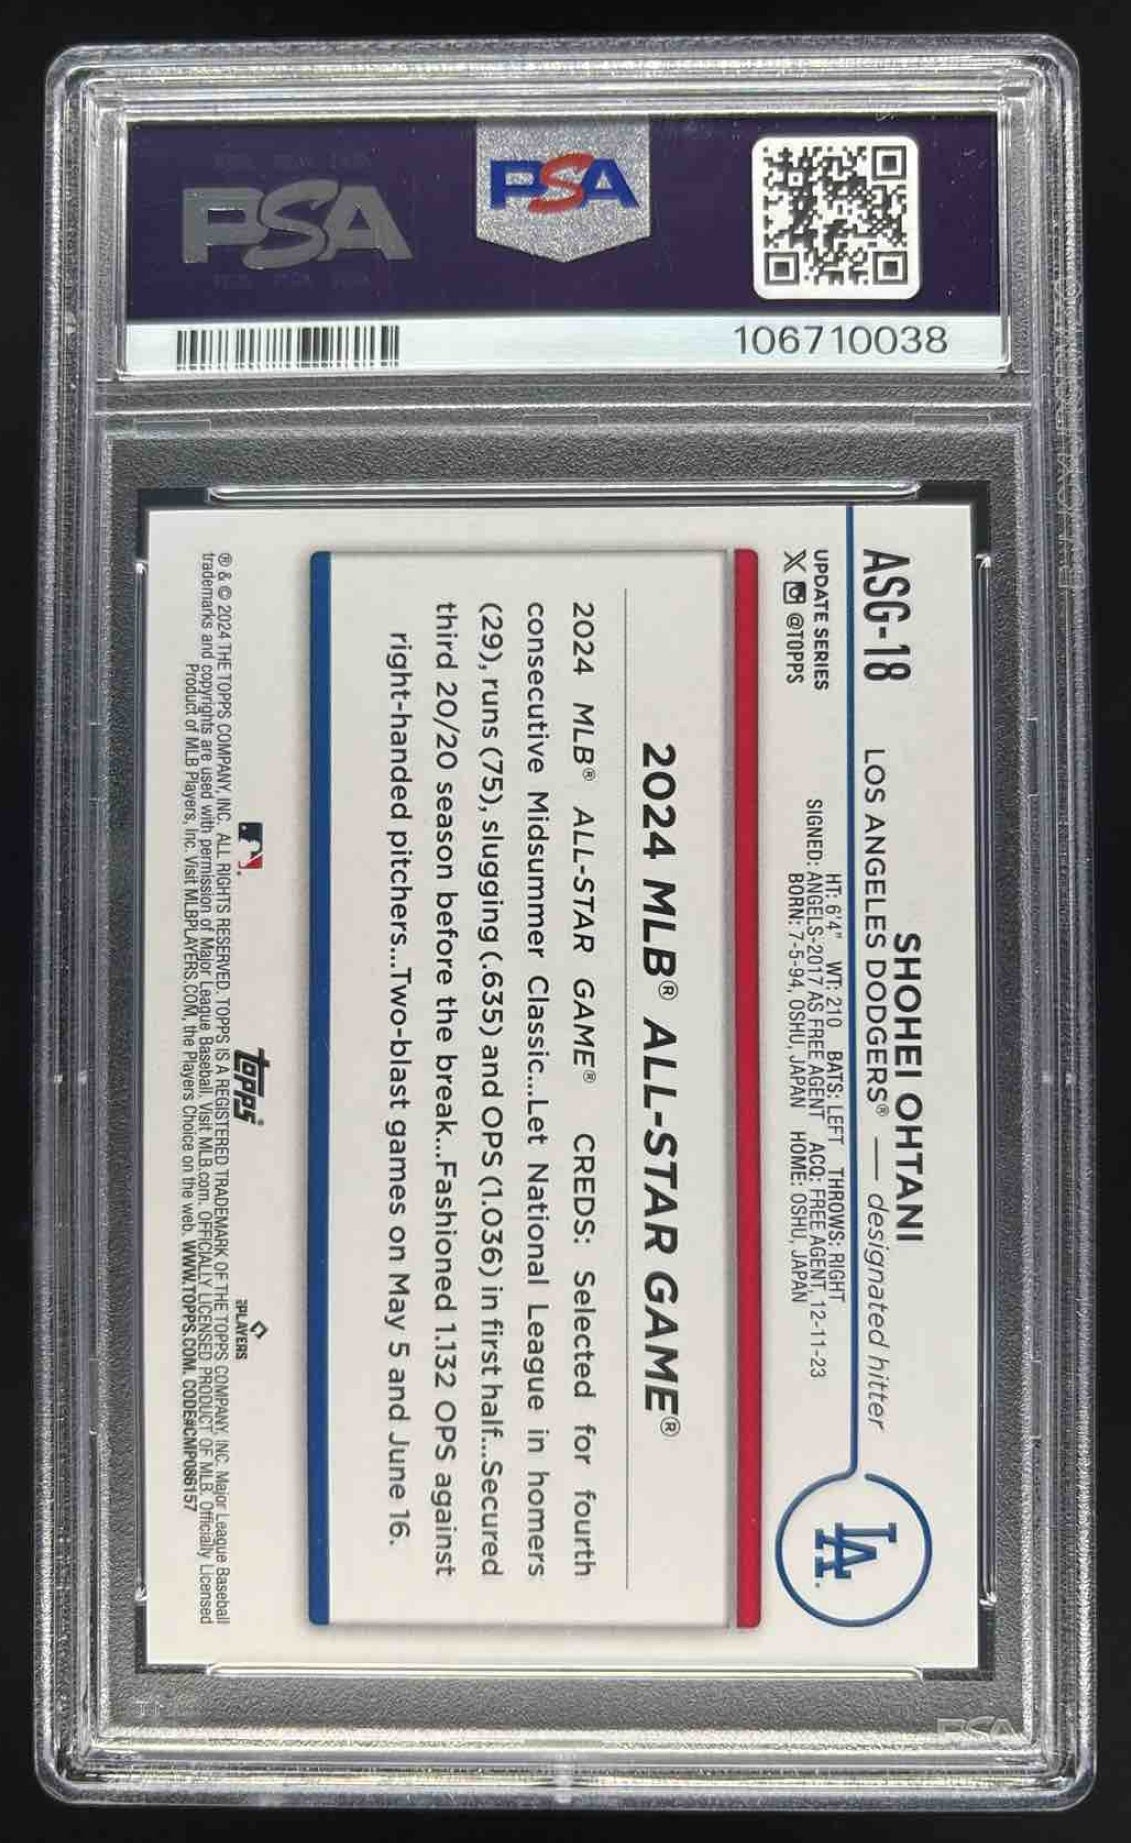 PSA
PSA
106710038
ASG-18
SHOHEI OHTANI
LOS ANGELES DODGERS® — designated hitter
LA
UPDATE SERIES
X @TOPPS
HT: 6'4" WT: 210 BATS: LEFT THROWS: RIGHT
SIGNED: ANGELS-2017 AS FREE AGENT ACQ: FREE AGENT, 12-11-23
BORN: 7-5-94, OSHU, JAPAN HOME: OSHU, JAPAN
2024 MLB® ALL-STAR GAME®
2024 MLB® ALL-STAR GAME® CREDS: Selected for fourth
consecutive Midsummer Classic...Let National League in homers
(29), runs (75), slugging (.635) and OPS (1.036) in first half...Secured
third 20/20 season before the break...Fashioned 1.132 OPS against
right-handed pitchers...Two-blast games on May 5 and June 16.
topps®
PLAYERS
® & © 2024 THE TOPPS COMPANY, INC. ALL RIGHTS RESERVED. TOPPS IS A REGISTERED TRADEMARK OF THE TOPPS COMPANY, INC. Major League Baseball
trademarks and copyrights are used with permission of Major League Baseball. Visit MLB.com. OFFICIALLY LICENSED PRODUCT OF MLB Officially Licensed
Product of MLB Players, Inc. Visit MLBPLAYERS.COM, the Players Choice on the web. WWW.TOPPS.COM. CODE#CMP086157
PSA